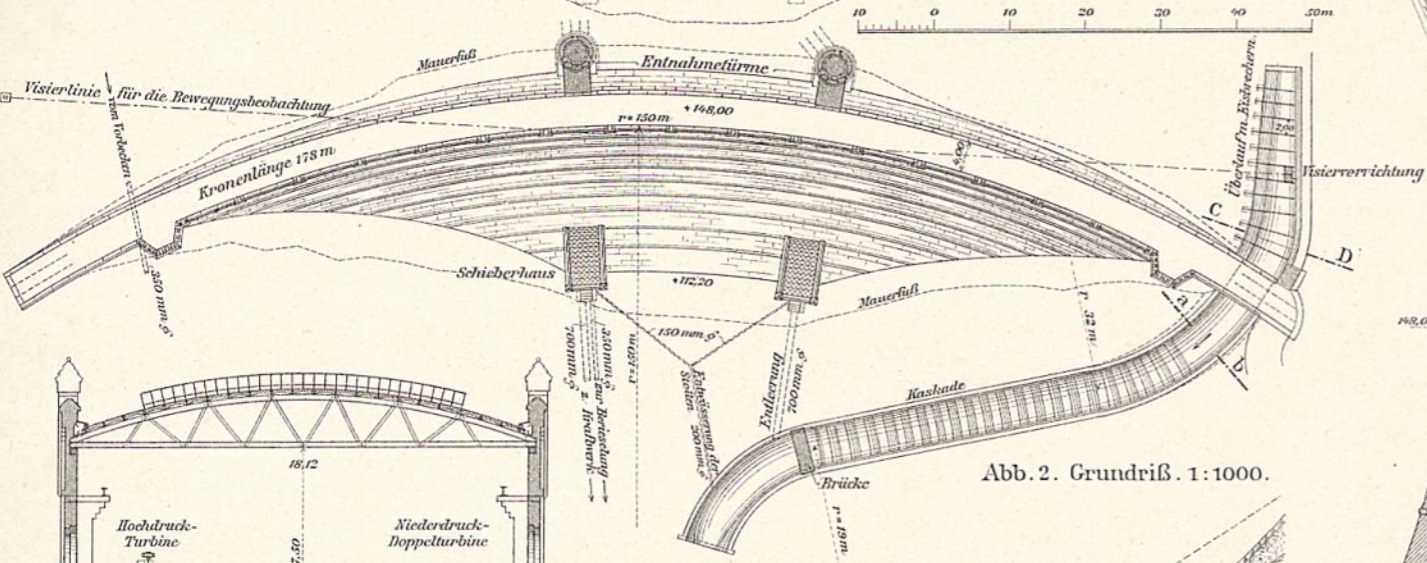 10 0 10 20 30 40 50m
Mauerfuß
Entnahmetürme
Visierlinie für die Bewegungsbeobachtung
vom Vorbecken
+148,00
r=150m
Kronenlänge 178m
4,00
Überlauf m. Eisbrechern
2,00
Visiervorrichtung
C
D
350 mm ⌀
Schieberhaus
+112,20
Mauerfuß
a
b
r 32 m
148,0
150 mm ⌀
700 mm ⌀
z. Kraftwerk
350 mm ⌀
zur Berieselung
r=150m
Entwässerung der
Stollen 200 mm ⌀
Entleerung
700 mm ⌀
Kaskade
Brücke
r=19m
Abb. 2. Grundriß. 1:1000.
18,12
Hochdruck-
Turbine
Niederdruck-
Doppelturbine